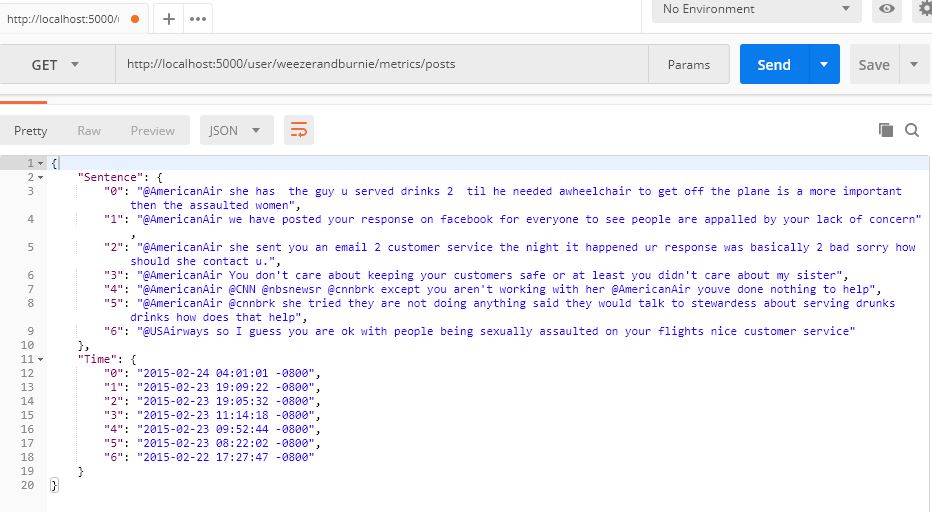 http://localhost:5000/
No Environment
GET
http://localhost:5000/user/weezerandburnie/metrics/posts
Params
Send
Save
Pretty
Raw
Preview
JSON
1 {
2 "Sentence": {
3 "0": "@AmericanAir she has  the guy u served drinks 2  til he needed awheelchair to get off the plane is a more important
then the assaulted women",
4 "1": "@AmericanAir we have posted your response on facebook for everyone to see people are appalled by your lack of concern"
,
5 "2": "@AmericanAir she sent you an email 2 customer service the night it happened ur response was basically 2 bad sorry how
should she contact u.",
6 "3": "@AmericanAir You don't care about keeping your customers safe or at least you didn't care about my sister",
7 "4": "@AmericanAir @CNN @nbsnewsr @cnnbrk except you aren't working with her @AmericanAir youve done nothing to help",
8 "5": "@AmericanAir @cnnbrk she tried they are not doing anything said they would talk to stewardess about serving drunks
drinks how does that help",
9 "6": "@USAirways so I guess you are ok with people being sexually assaulted on your flights nice customer service"
10 },
11 "Time": {
12 "0": "2015-02-24 04:01:01 -0800",
13 "1": "2015-02-23 19:09:22 -0800",
14 "2": "2015-02-23 19:05:32 -0800",
15 "3": "2015-02-23 11:14:18 -0800",
16 "4": "2015-02-23 09:52:44 -0800",
17 "5": "2015-02-23 08:22:02 -0800",
18 "6": "2015-02-22 17:27:47 -0800"
19 }
20 }